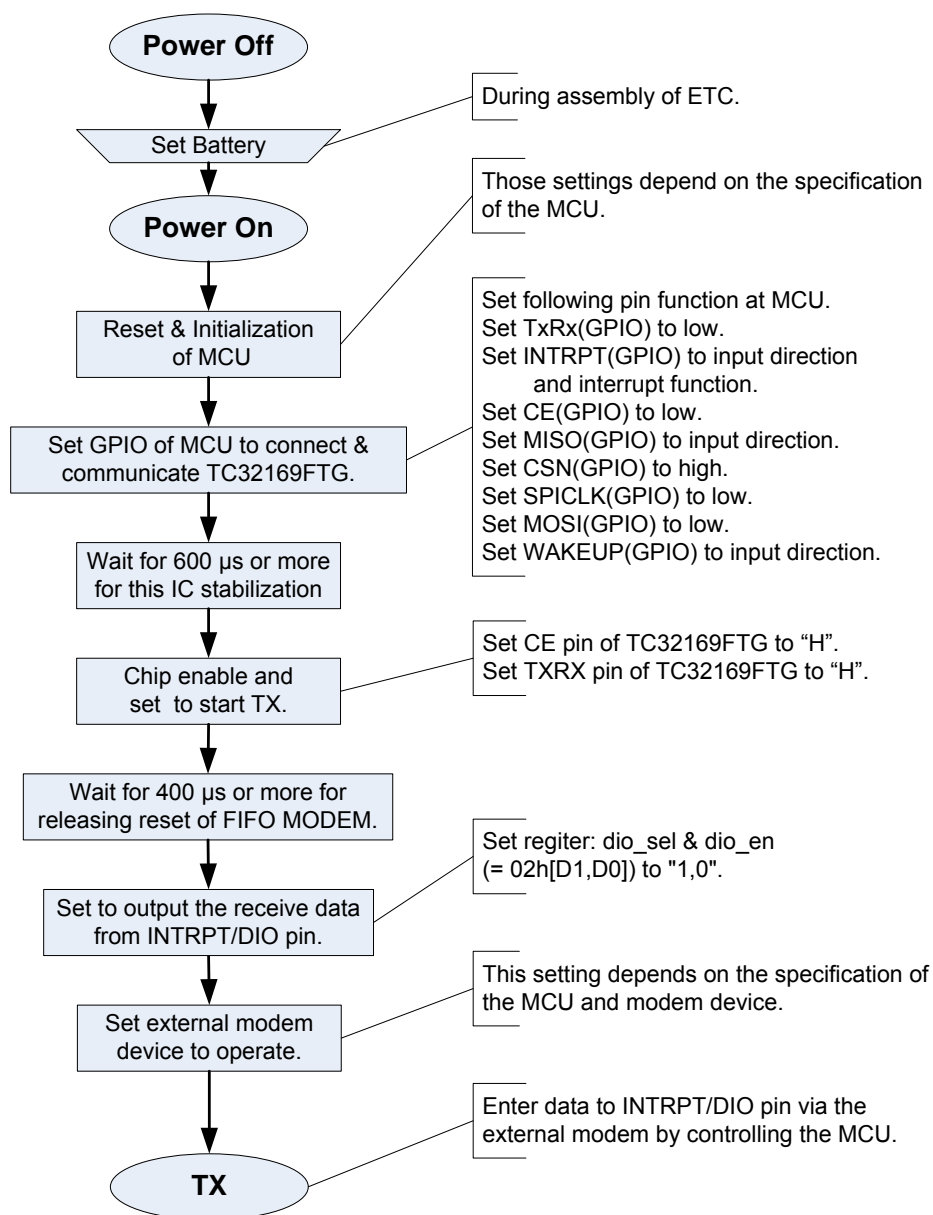 Power Off
During assembly of ETC.
Set Battery
Those settings depend on the specification
of the MCU.
Power On
Reset & Initialization
of MCU
Set following pin function at MCU.
Set TxRx(GPIO) to low.
Set INTRPT(GPIO) to input direction
and interrupt function.
Set CE(GPIO) to low.
Set MISO(GPIO) to input direction.
Set CSN(GPIO) to high.
Set SPICLK(GPIO) to low.
Set MOSI(GPIO) to low.
Set WAKEUP(GPIO) to input direction.
Set GPIO of MCU to connect &
communicate TC32169FTG.
Wait for 600 µs or more
for this IC stabilization
Set CE pin of TC32169FTG to “H”.
Set TXRX pin of TC32169FTG to “H”.
Chip enable and
set to start TX.
Wait for 400 µs or more for
releasing reset of FIFO MODEM.
Set regiter: dio_sel & dio_en
(= 02h[D1,D0]) to "1,0".
Set to output the receive data
from INTRPT/DIO pin.
This setting depends on the specification of
the MCU and modem device.
Set external modem
device to operate.
Enter data to INTRPT/DIO pin via the
external modem by controlling the MCU.
TX